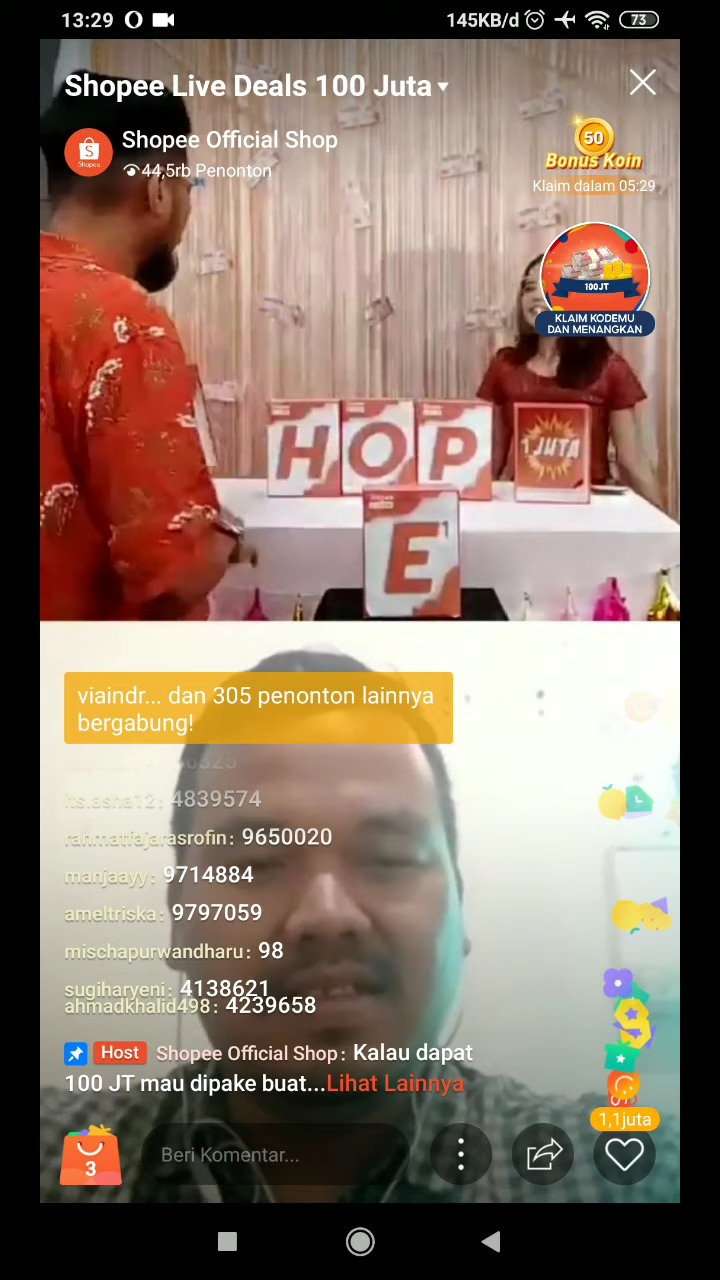 13:29
145KB/d
73
Shopee Live Deals 100 Juta
Shopee Official Shop
44,5rb Penonton
50
Bonus Koin
Klaim dalam 05:29
100JT
KLAIM KODEMU
DAN MENANGKAN
H O P
1 JUTA
E
viaindr... dan 305 penonton lainnya
bergabung!
its.asha12: 4839574
rahmatfajarasrofin: 9650020
manjaayy: 9714884
ameltriska: 9797059
mischapurwandharu: 98
sugiharyeni: 4138621
ahmadkhalid498: 4239658
Host Shopee Official Shop: Kalau dapat
100 JT mau dipake buat...Lihat Lainnya
1,1juta
3
Beri Komentar...